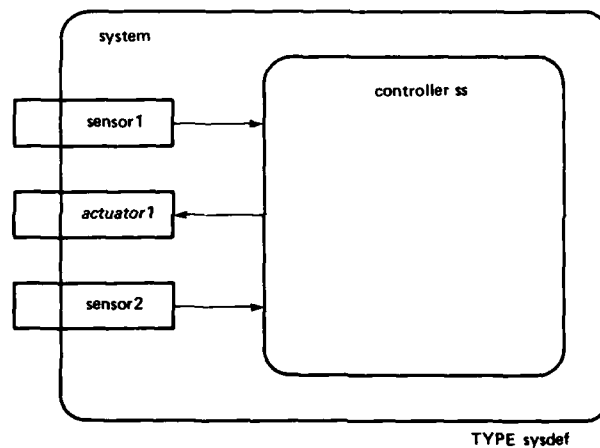 system
controller ss
sensor1
actuator1
sensor2
TYPE sysdef